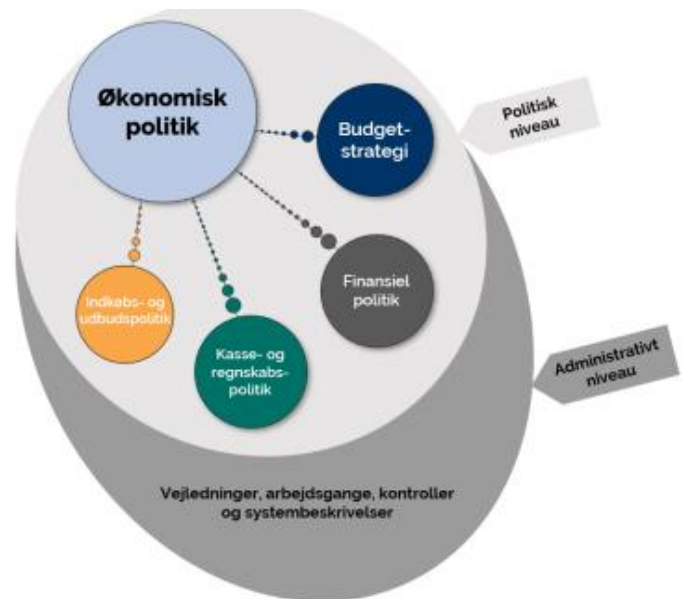 Økonomisk
politik
Budget-
strategi
Politisk
niveau
Finansiel
politik
Indkøbs- og
udbudspolitik
Kasse- og
regnskabs-
politik
Administrativt
niveau
Vejledninger, arbejdsgange, kontroller
og systembeskrivelser